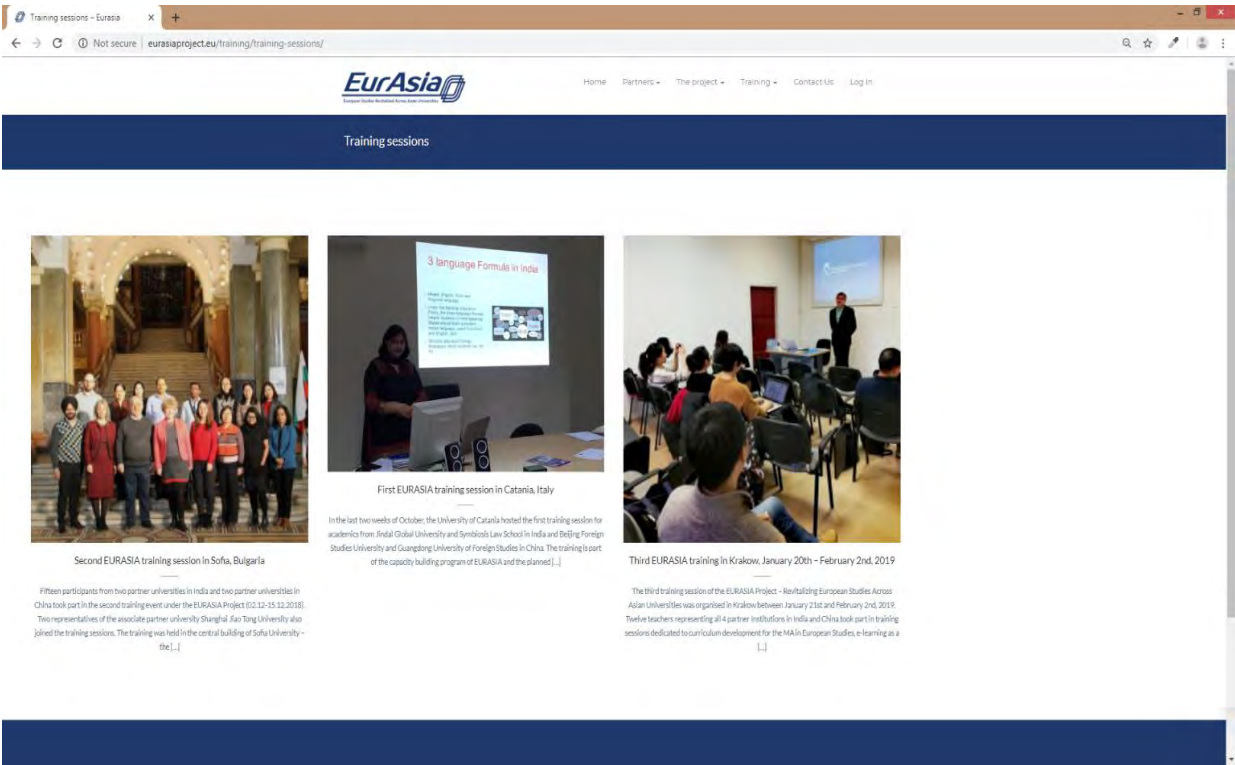 Training sessions – Eurasia
Not secure eurasiaproject.eu/training/training-sessions/
EurAsia
European Studies Revitalized Across Asian Universities
Home Partners The project Training Contact Us Log In
Training sessions
Second EURASIA training session in Sofia, Bulgaria
Fifteen participants from two partner universities in India and two partner universities in
China took part in the second training event under the EURASIA Project (02.12-15.12.2018).
Two representatives of the associate partner university Shanghai Jiao Tong University also
joined the training sessions. The training was held in the central building of Sofia University –
the [...]
3 language Formula in India
First EURASIA training session in Catania, Italy
In the last two weeks of October, the University of Catania hosted the first training session for
academics from Jindal Global University and Symbiosis Law School in India and Beijing Foreign
Studies University and Guangdong University of Foreign Studies in China. The training is part
of the capacity building program of EURASIA and the planned [...]
Third EURASIA training in Krakow, January 20th – February 2nd, 2019
The third training session of the EURASIA Project – Revitalizing European Studies Across
Asian Universities was organised in Krakow between January 21st and February 2nd, 2019.
Twelve teachers representing all 4 partner institutions in India and China took part in training
sessions dedicated to curriculum development for the MA in European Studies, e-learning as a
[...]